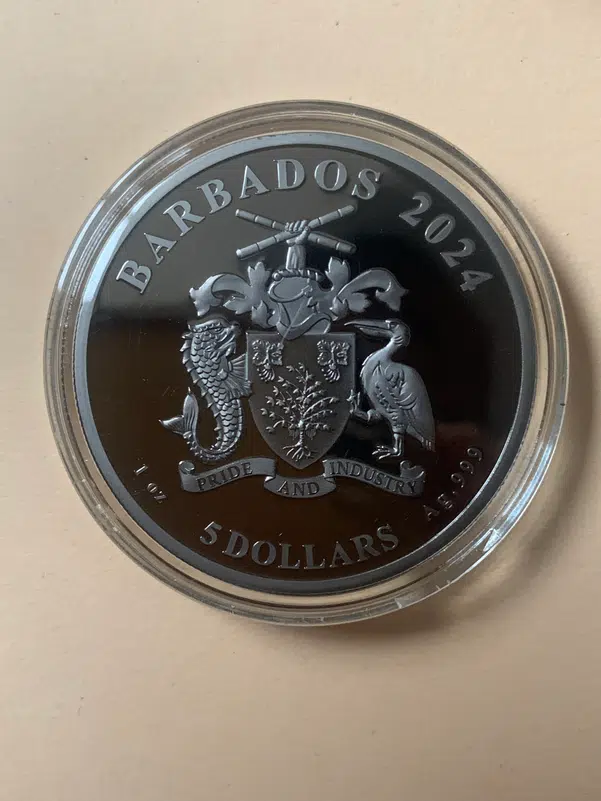 BARBADOS 2024
PRIDE AND INDUSTRY
1 oz
Ag.999
5 DOLLARS